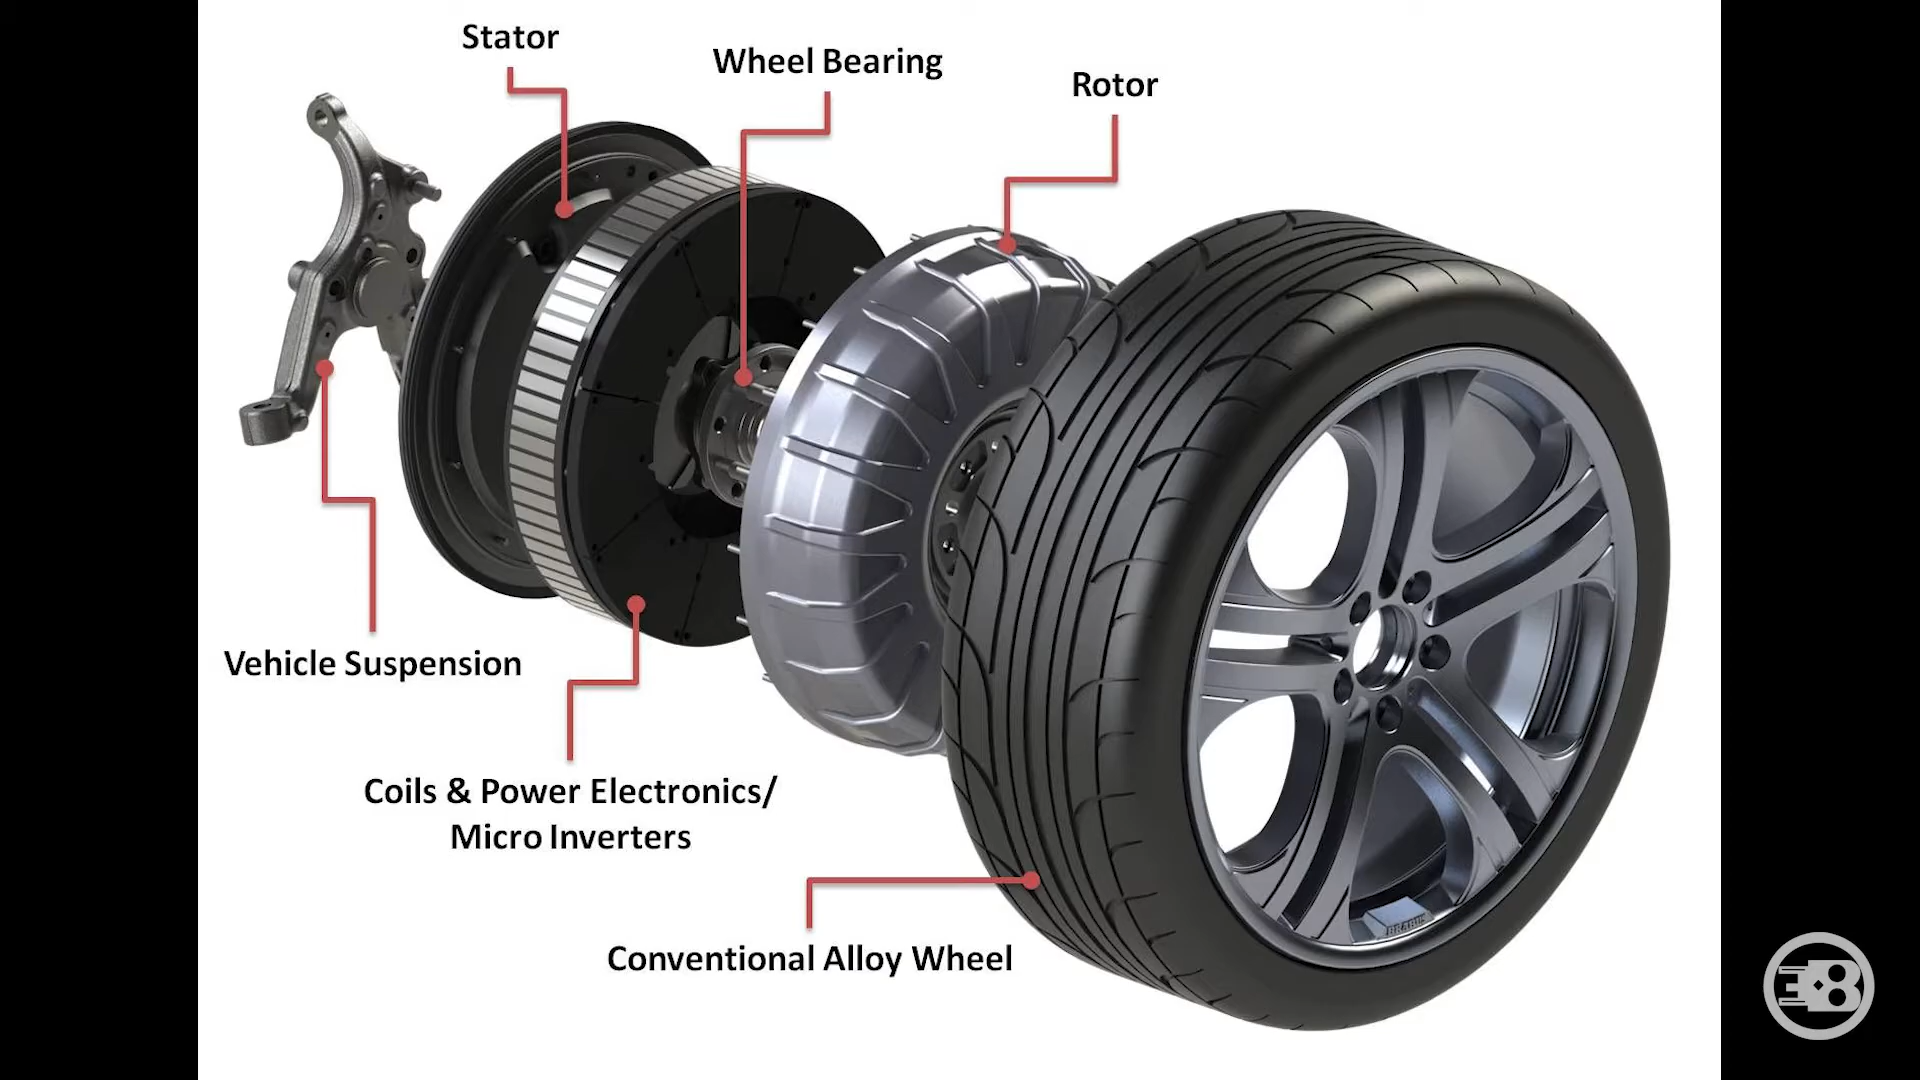 Stator
Wheel Bearing
Rotor
Vehicle Suspension
Coils & Power Electronics/
Micro Inverters
Conventional Alloy Wheel